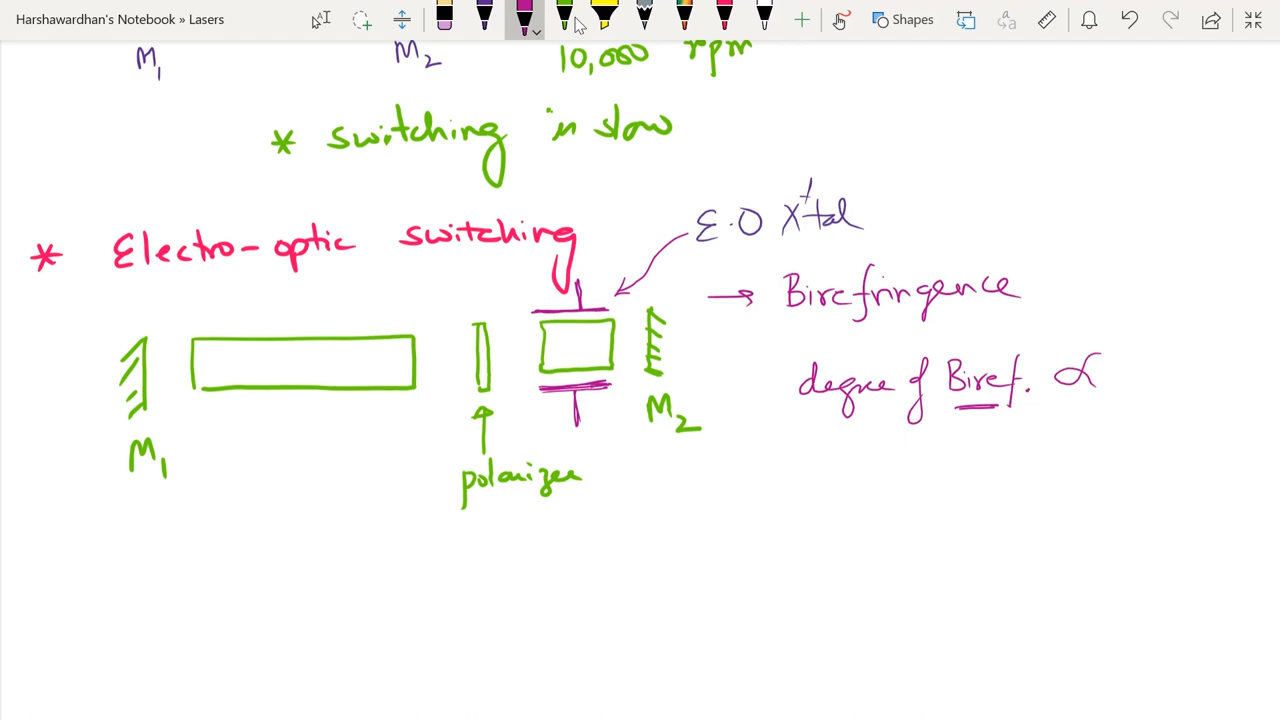 Harshawardhan's Notebook » Lasers
Shapes
M1 M2 10,000 rpm
* switching is slow
* Electro-optic switching
E.O X'tal
→ Birefringence
degree of Biref. ∝
M1
M2
polarizer